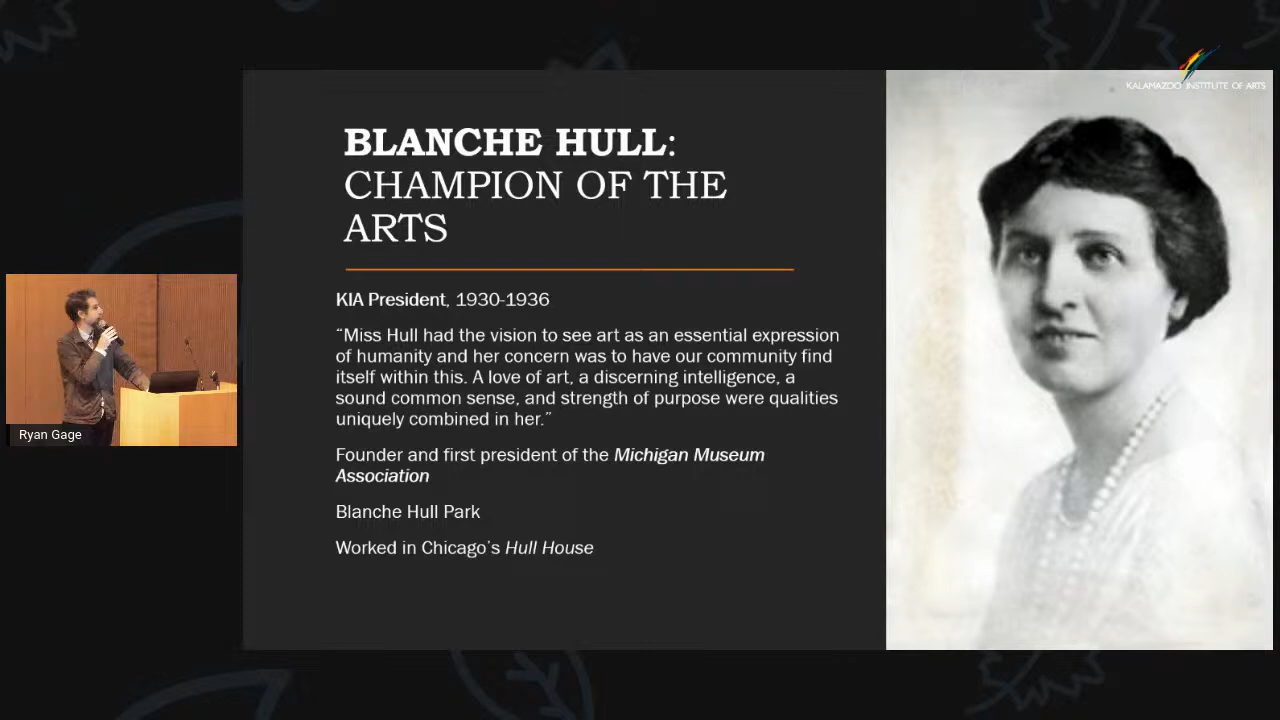 KALAMAZOO INSTITUTE OF ARTS
BLANCHE HULL:
CHAMPION OF THE
ARTS
KIA President, 1930-1936
“Miss Hull had the vision to see art as an essential expression
of humanity and her concern was to have our community find
itself within this. A love of art, a discerning intelligence, a
sound common sense, and strength of purpose were qualities
uniquely combined in her.”
Founder and first president of the Michigan Museum
Association
Blanche Hull Park
Worked in Chicago’s Hull House
Ryan Gage